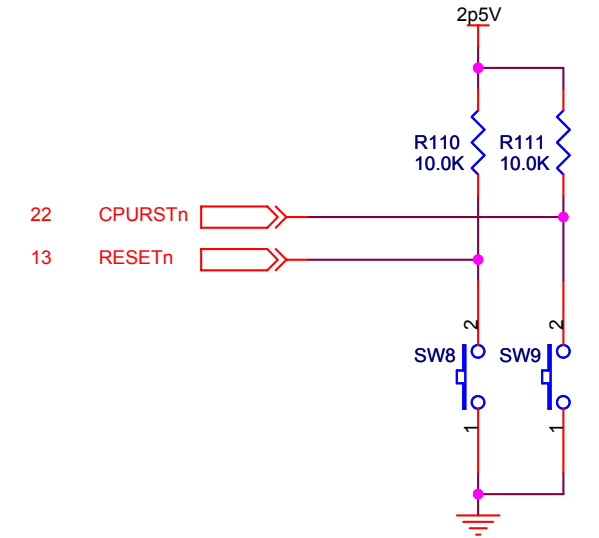 2p5V
R110 R111
10.0K 10.0K
22 CPURSTn
13 RESETn
2 2
SW8 SW9
1 1